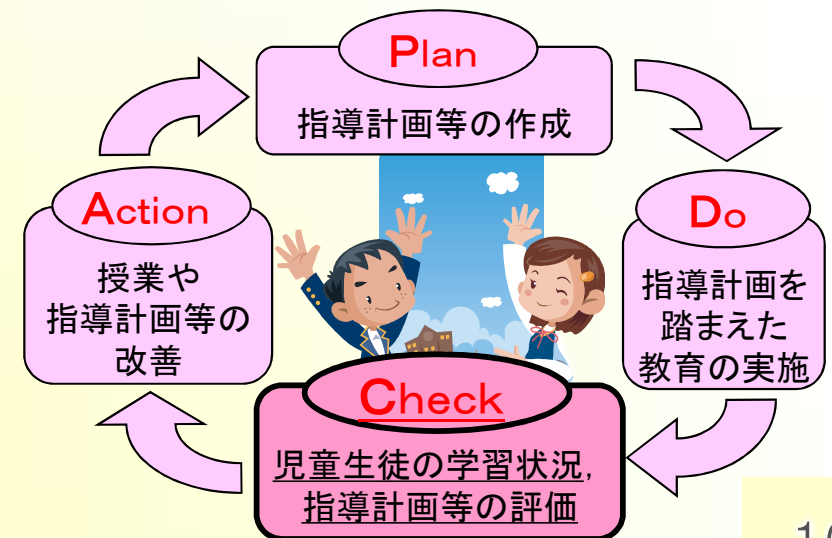 Plan
指導計画等の作成
Do
指導計画を
踏まえた
教育の実施
Check
児童生徒の学習状況,
指導計画等の評価
Action
授業や
指導計画等の
改善